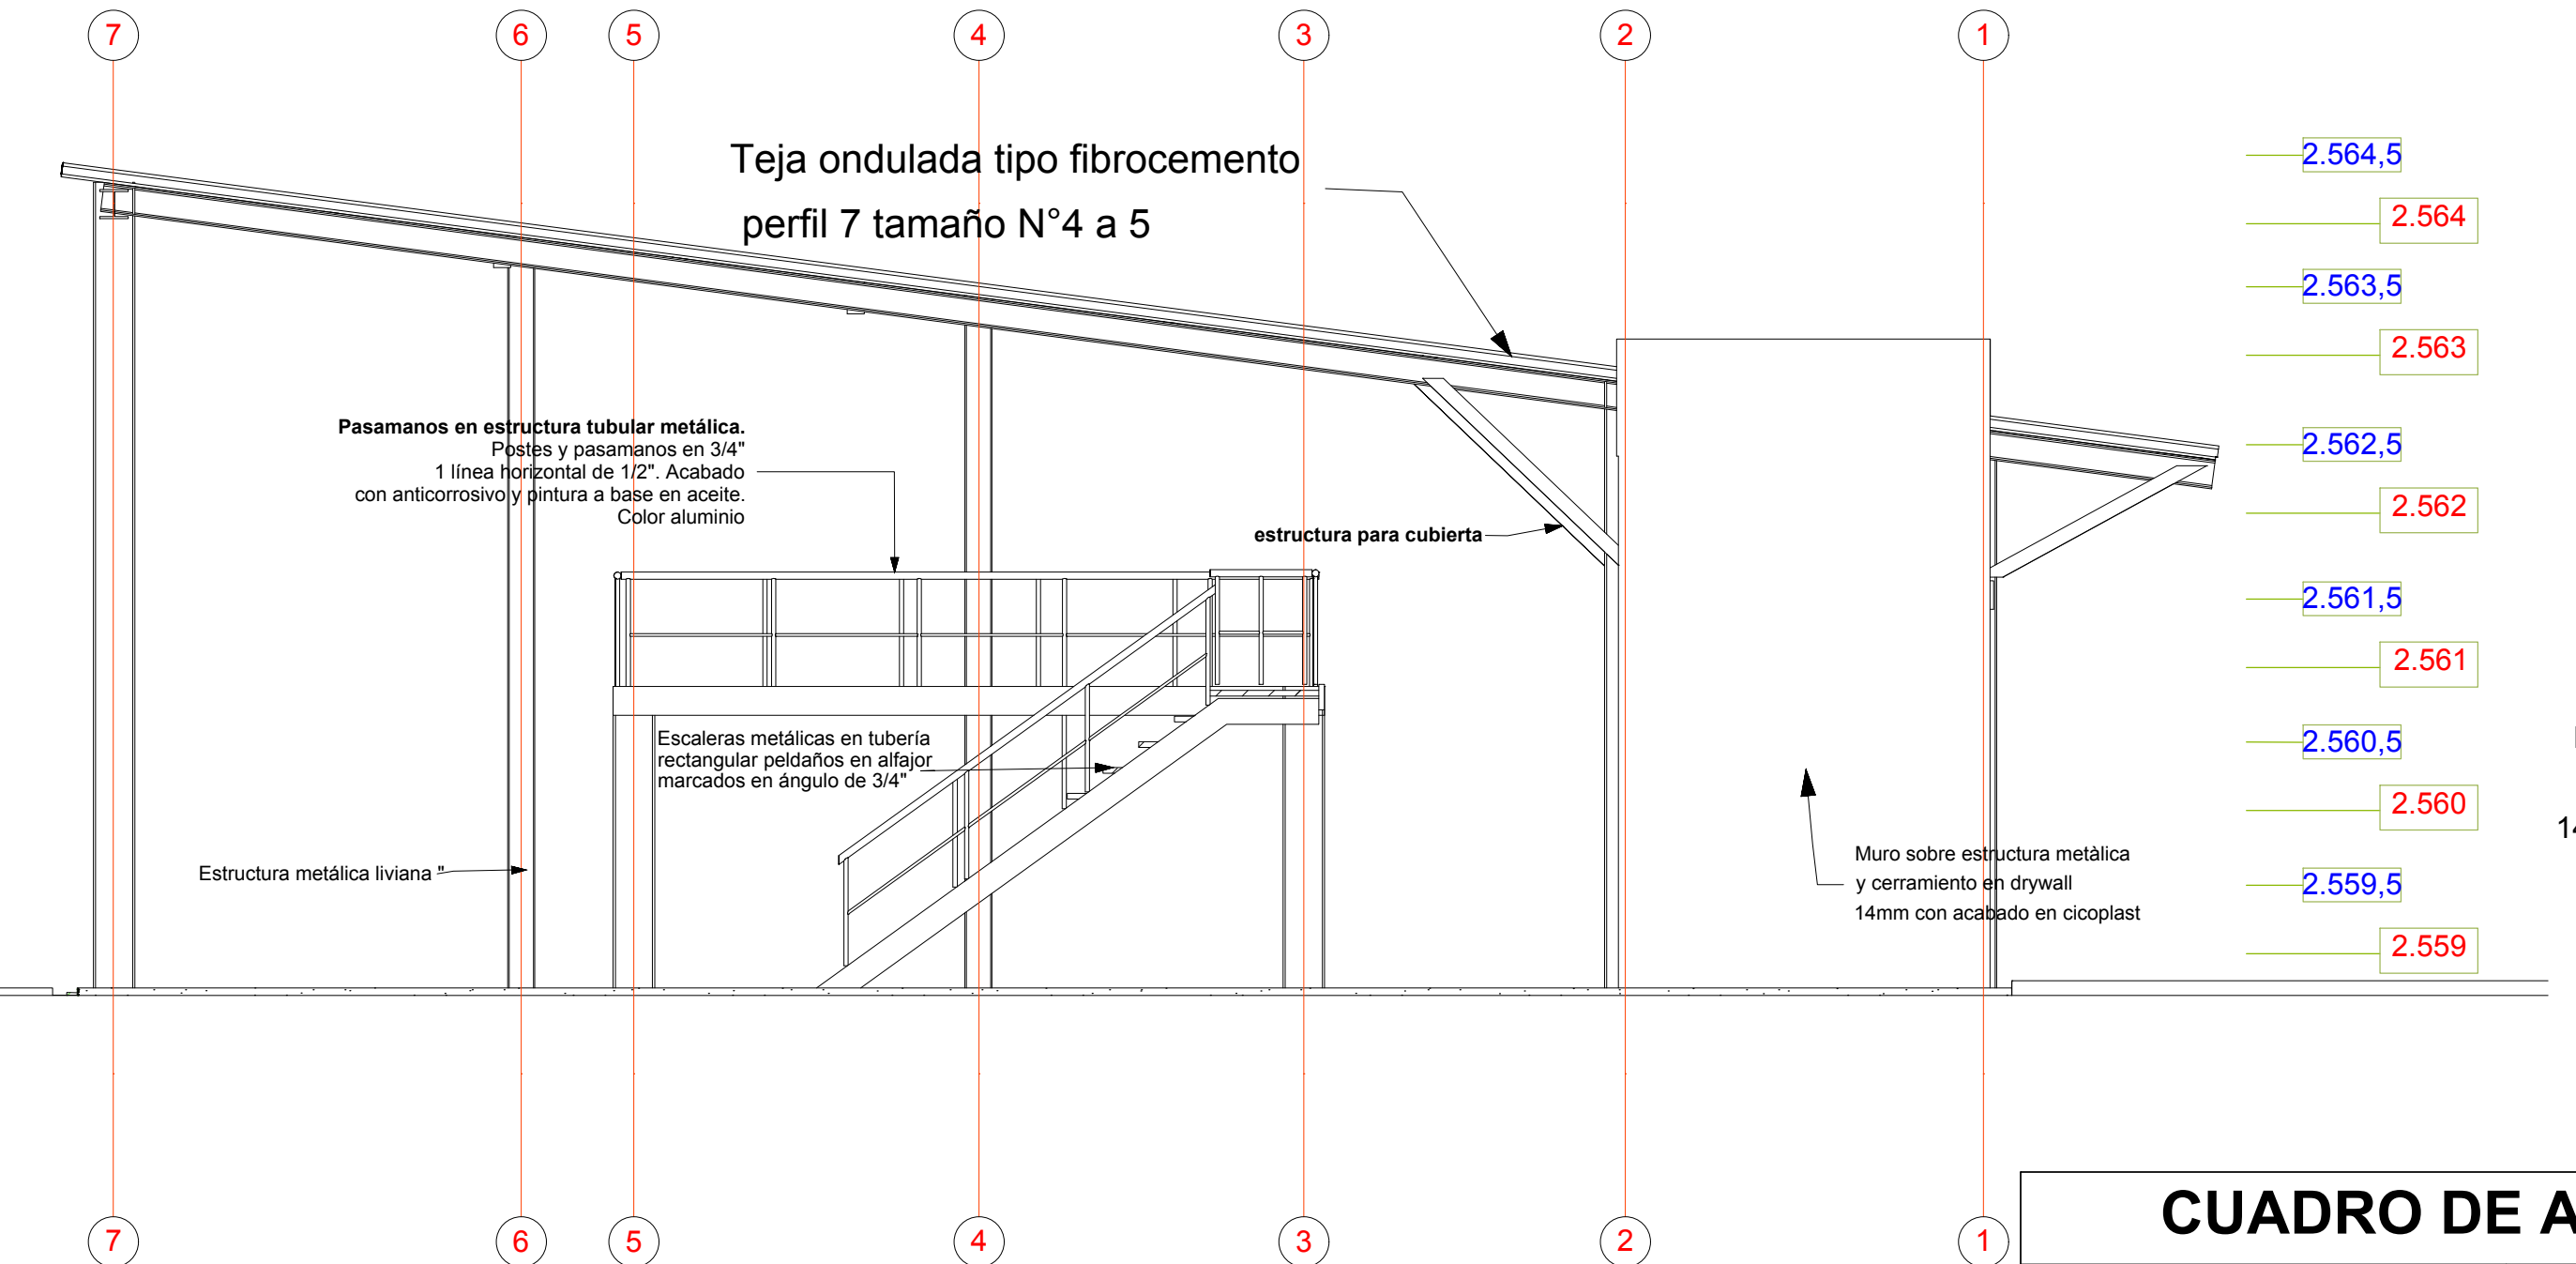 7 6 5 4 3 2 1
Teja ondulada tipo fibrocemento
perfil 7 tamaño N°4 a 5
2.564,5
2.564
2.563,5
2.563
Pasamanos en estructura tubular metálica.
Postes y pasamanos en 3/4"
1 línea horizontal de 1/2". Acabado
con anticorrosivo y pintura a base en aceite.
Color aluminio
2.562,5
2.562
estructura para cubierta
2.561,5
2.561
Escaleras metálicas en tubería
rectangular peldaños en alfajor
marcados en ángulo de 3/4"
2.560,5
2.560
Estructura metálica liviana "
Muro sobre estructura metàlica
y cerramiento en drywall
14mm con acabado en cicoplast
14
2.559,5
2.559
7 6 5 4 3 2 1
CUADRO DE A